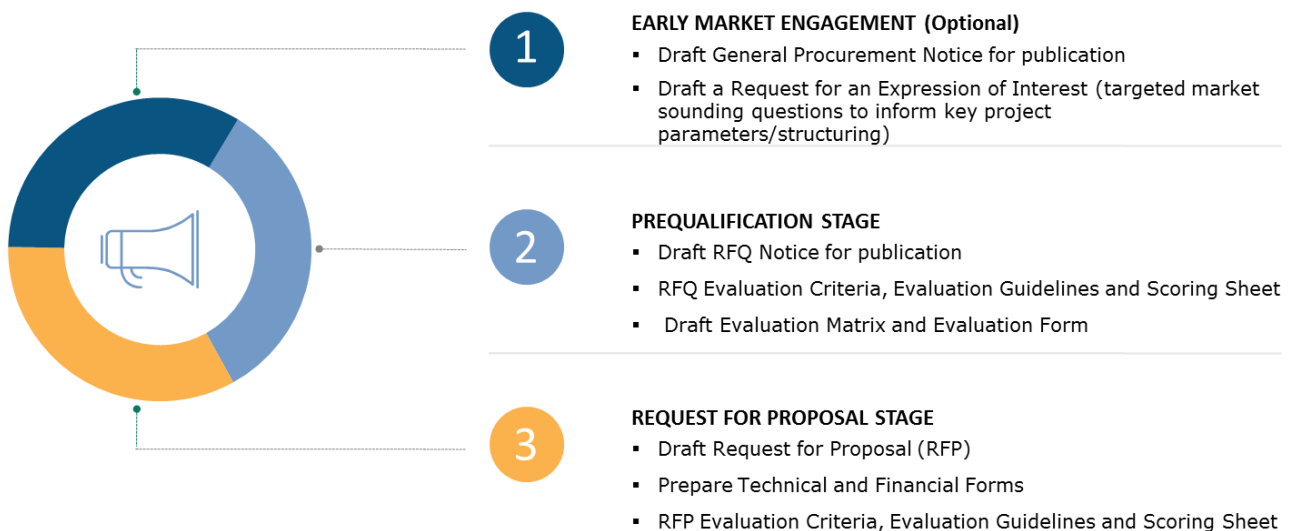 1
EARLY MARKET ENGAGEMENT (Optional)
▪ Draft General Procurement Notice for publication
▪ Draft a Request for an Expression of Interest (targeted market
sounding questions to inform key project
parameters/structuring)
2
PREQUALIFICATION STAGE
▪ Draft RFQ Notice for publication
▪ RFQ Evaluation Criteria, Evaluation Guidelines and Scoring Sheet
▪ Draft Evaluation Matrix and Evaluation Form
3
REQUEST FOR PROPOSAL STAGE
▪ Draft Request for Proposal (RFP)
▪ Prepare Technical and Financial Forms
▪ RFP Evaluation Criteria, Evaluation Guidelines and Scoring Sheet